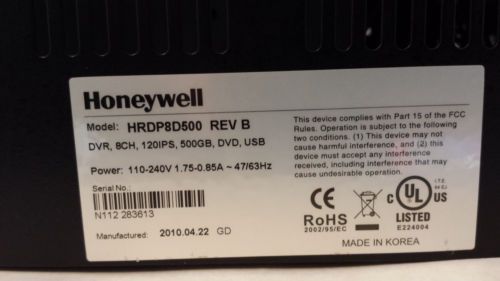 Honeywell
Model: HRDP8D500 REV B
DVR, 8CH, 120IPS, 500GB, DVD, USB
Power: 110-240V 1.75-0.85A ~ 47/63Hz
Serial No.:
N112 283613
Manufactured: 2010.04.22 GD
This device complies with Part 15 of the FCC
Rules. Operation is subject to the following
two conditions. (1) This device may not
cause harmful interference, and (2) this
device must accept any interference
received, including interference that may
cause undesired operation.
CE
RoHS
2002/95/EC
C UL US
LISTED
E224004
I.T.E.
MADE IN KOREA